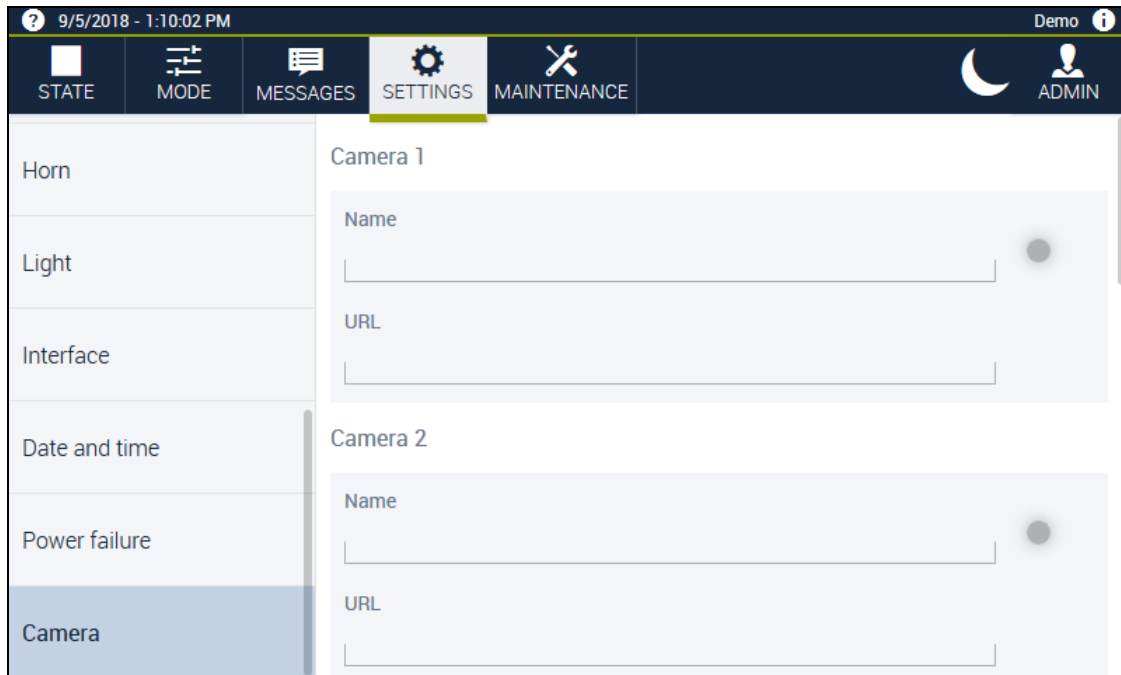 ? 9/5/2018 - 1:10:02 PM Demo i
STATE MODE MESSAGES SETTINGS MAINTENANCE ADMIN
Horn
Light
Interface
Date and time
Power failure
Camera
Camera 1
Name
URL
Camera 2
Name
URL